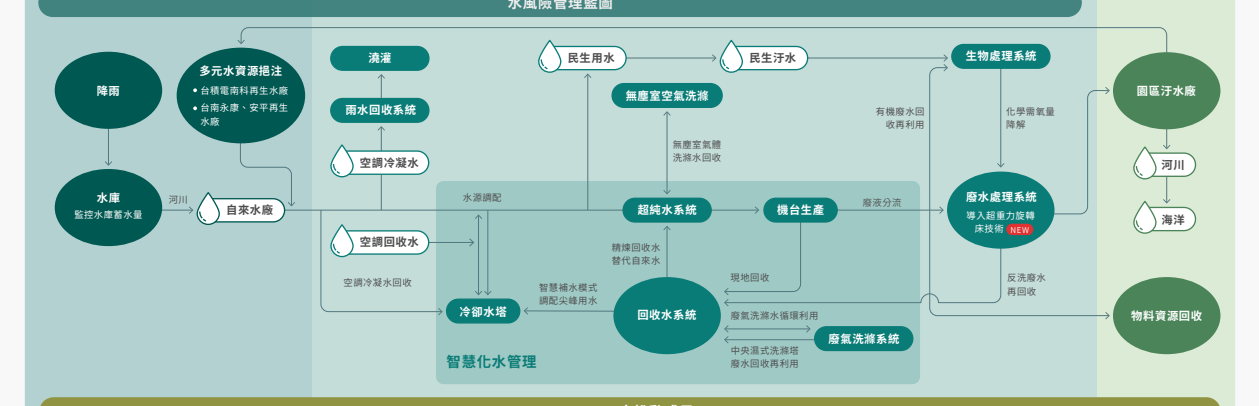 水風險管理藍圖
降雨
多元水資源挹注
• 台積電南科再生水廠
• 台南永康、安平再生
水廠
澆灌
雨水回收系統
空調冷凝水
民生用水
民生汙水
無塵室空氣洗滌
無塵室氣體
洗滌水回收
生物處理系統
有機廢水回
收再利用
化學需氧量
降解
園區汙水廠
河川
海洋
水庫
監控水庫蓄水量
河川
自來水廠
水源調配
超純水系統
機台生產
廢液分流
廢水處理系統
導入超重力旋轉
床技術 NEW
空調回收水
空調冷凝水回收
精煉回收水
替代自來水
現地回收
反洗廢水
再回收
智慧補水模式
調配尖峰用水
冷卻水塔
回收水系統
廢氣洗滌水循環利用
廢氣洗滌系統
中央濕式洗滌塔
廢水回收再利用
智慧化水管理
物料資源回收